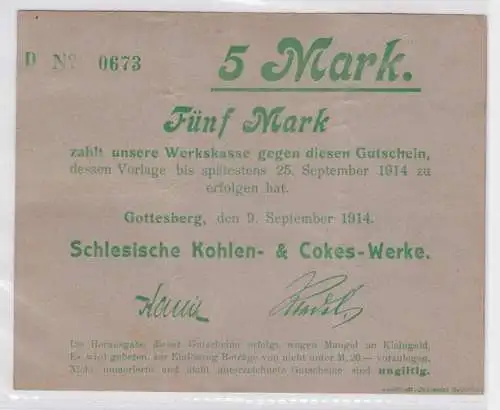 D No 0673
5 Mark.
Fünf Mark
zahlt unsere Werkskasse gegen diesen Gutschein,
dessen Vorlage bis spätestens 25. September 1914 zu
erfolgen hat.
Gottesberg, den 9. September 1914.
Schlesische Kohlen- & Cokes-Werke.
Die Herausgabe dieser Gutscheine erfolgt wegen Mangel an Kleingeld.
Es wird gebeten, zur Einlösung Beträge von nicht unter M. 20.— vorzulegen.
Nicht numerierte und nicht unterzeichnete Gutscheine sind ungiltig.